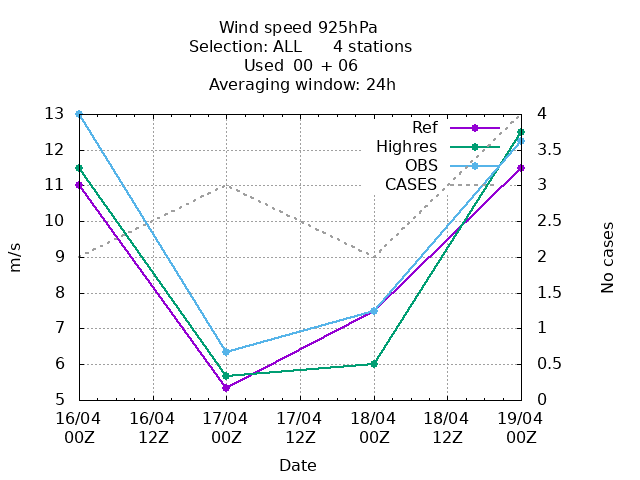 Wind speed 925hPa
Selection: ALL 4 stations
Used 00 + 06
Averaging window: 24h
13
12
11
10
9
8
7
6
5
m/s
4
3.5
3
2.5
2
1.5
1
0.5
0
No cases
Ref
Highres
OBS
CASES
16/04 16/04 17/04 17/04 18/04 18/04 19/04
00Z 12Z 00Z 12Z 00Z 12Z 00Z
Date